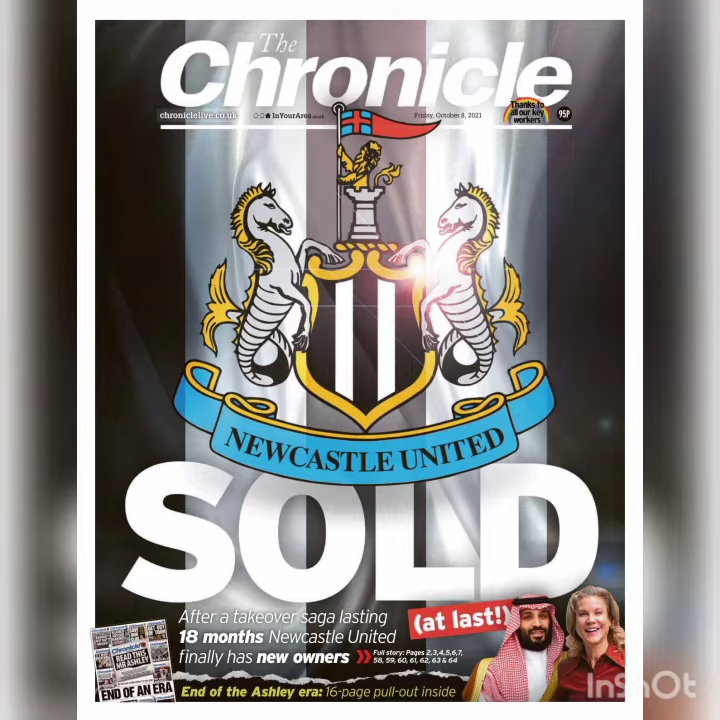 The
Chronicle
chroniclelive.co.uk
InYourArea.co.uk
Friday, October 8, 2021
Thanks to
all our key
workers
95P
NEWCASTLE UNITED
SOLD
(at last!)
After a takeover saga lasting
18 months Newcastle United
finally has new owners
Full story: Pages 2,3,4,5,6,7,
58, 59, 60, 61, 62, 63 & 64
Chronicle
READ THIS
MR ASHLEY
END OF AN ERA
End of the Ashley era: 16-page pull-out inside
InShOt